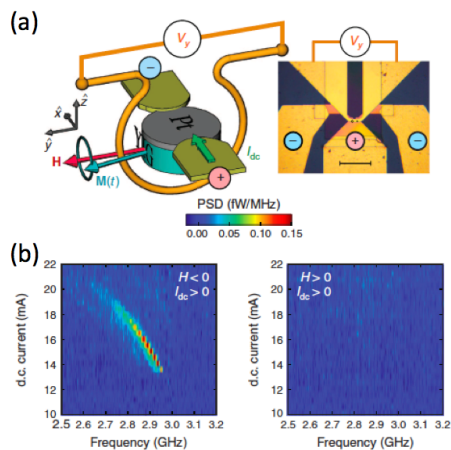 (a)
V_y
V_y
−
ẑ
x̂
ŷ
Pt
H
M(t)
I_dc
+
−
+
−
PSD (fW/MHz)
0.00 0.05 0.10 0.15
(b)
22
20
18
16
14
12
10
d.c. current (mA)
H < 0
I_dc > 0
2.5 2.6 2.7 2.8 2.9 3.0 3.1 3.2
Frequency (GHz)
22
20
18
16
14
12
10
d.c. current (mA)
H > 0
I_dc > 0
2.5 2.6 2.7 2.8 2.9 3.0 3.1 3.2
Frequency (GHz)